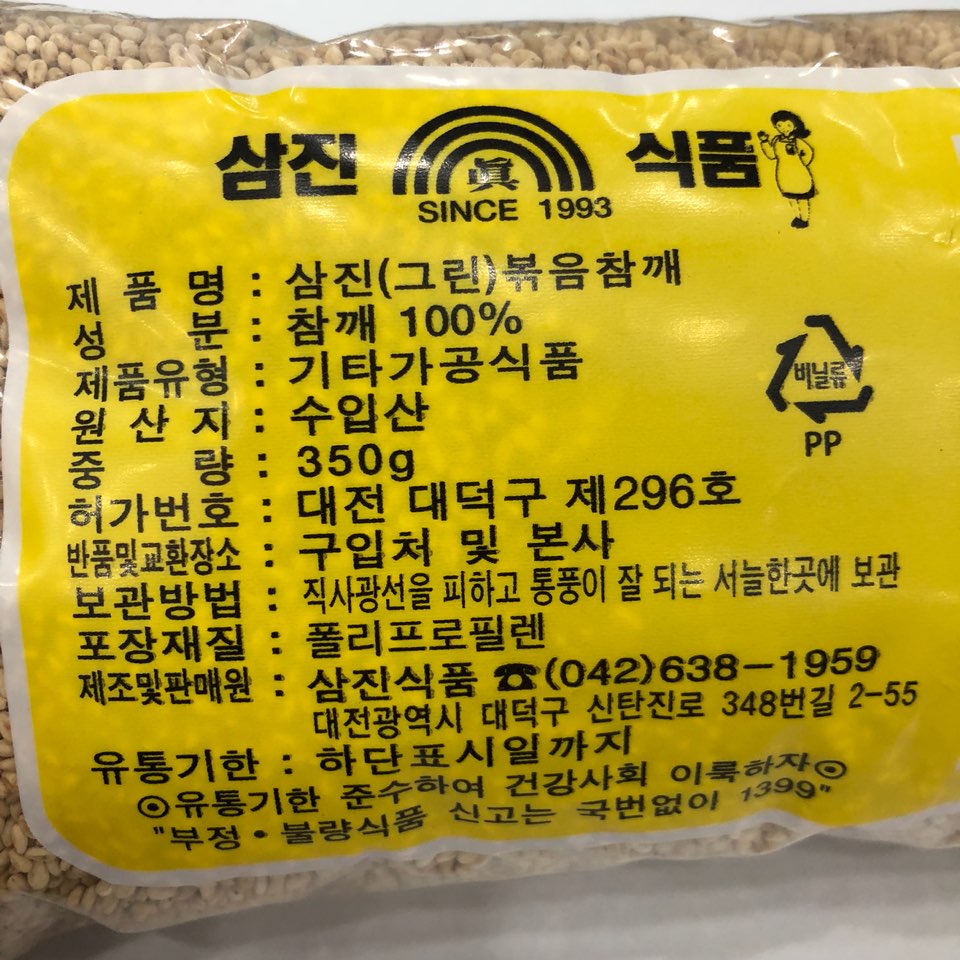 삼진 眞 식품
SINCE 1993
제품명 : 삼진(그린)볶음참깨
성분 : 참깨 100%
제품유형 : 기타가공식품
원산지 : 수입산
중량 : 350g
허가번호 : 대전 대덕구 제296호
반품및교환장소 : 구입처 및 본사
보관방법 : 직사광선을 피하고 통풍이 잘 되는 서늘한곳에 보관
포장재질 : 폴리프로필렌
제조및판매원 : 삼진식품 ☎(042)638-1959
대전광역시 대덕구 신탄진로 348번길 2-55
유통기한 : 하단표시일까지
◎유통기한 준수하여 건강사회 이룩하자◎
"부정·불량식품 신고는 국번없이 1399"
비닐류
PP